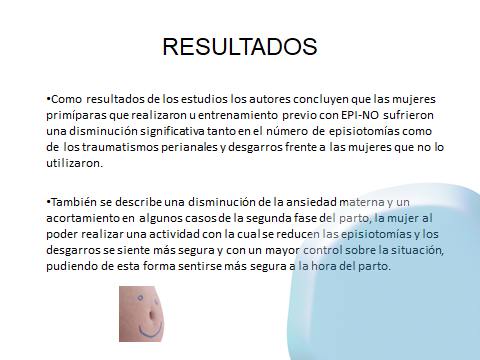 RESULTADOS
•Como resultados de los estudios los autores concluyen que las mujeres
primíparas que realizaron u entrenamiento previo con EPI-NO sufrieron
una disminución significativa tanto en el número de episiotomías como
de los traumatismos perianales y desgarros frente a las mujeres que no lo
utilizaron.
•También se describe una disminución de la ansiedad materna y un
acortamiento en algunos casos de la segunda fase del parto, la mujer al
poder realizar una actividad con la cual se reducen las episiotomías y los
desgarros se siente más segura y con un mayor control sobre la situación,
pudiendo de esta forma sentirse más segura a la hora del parto.